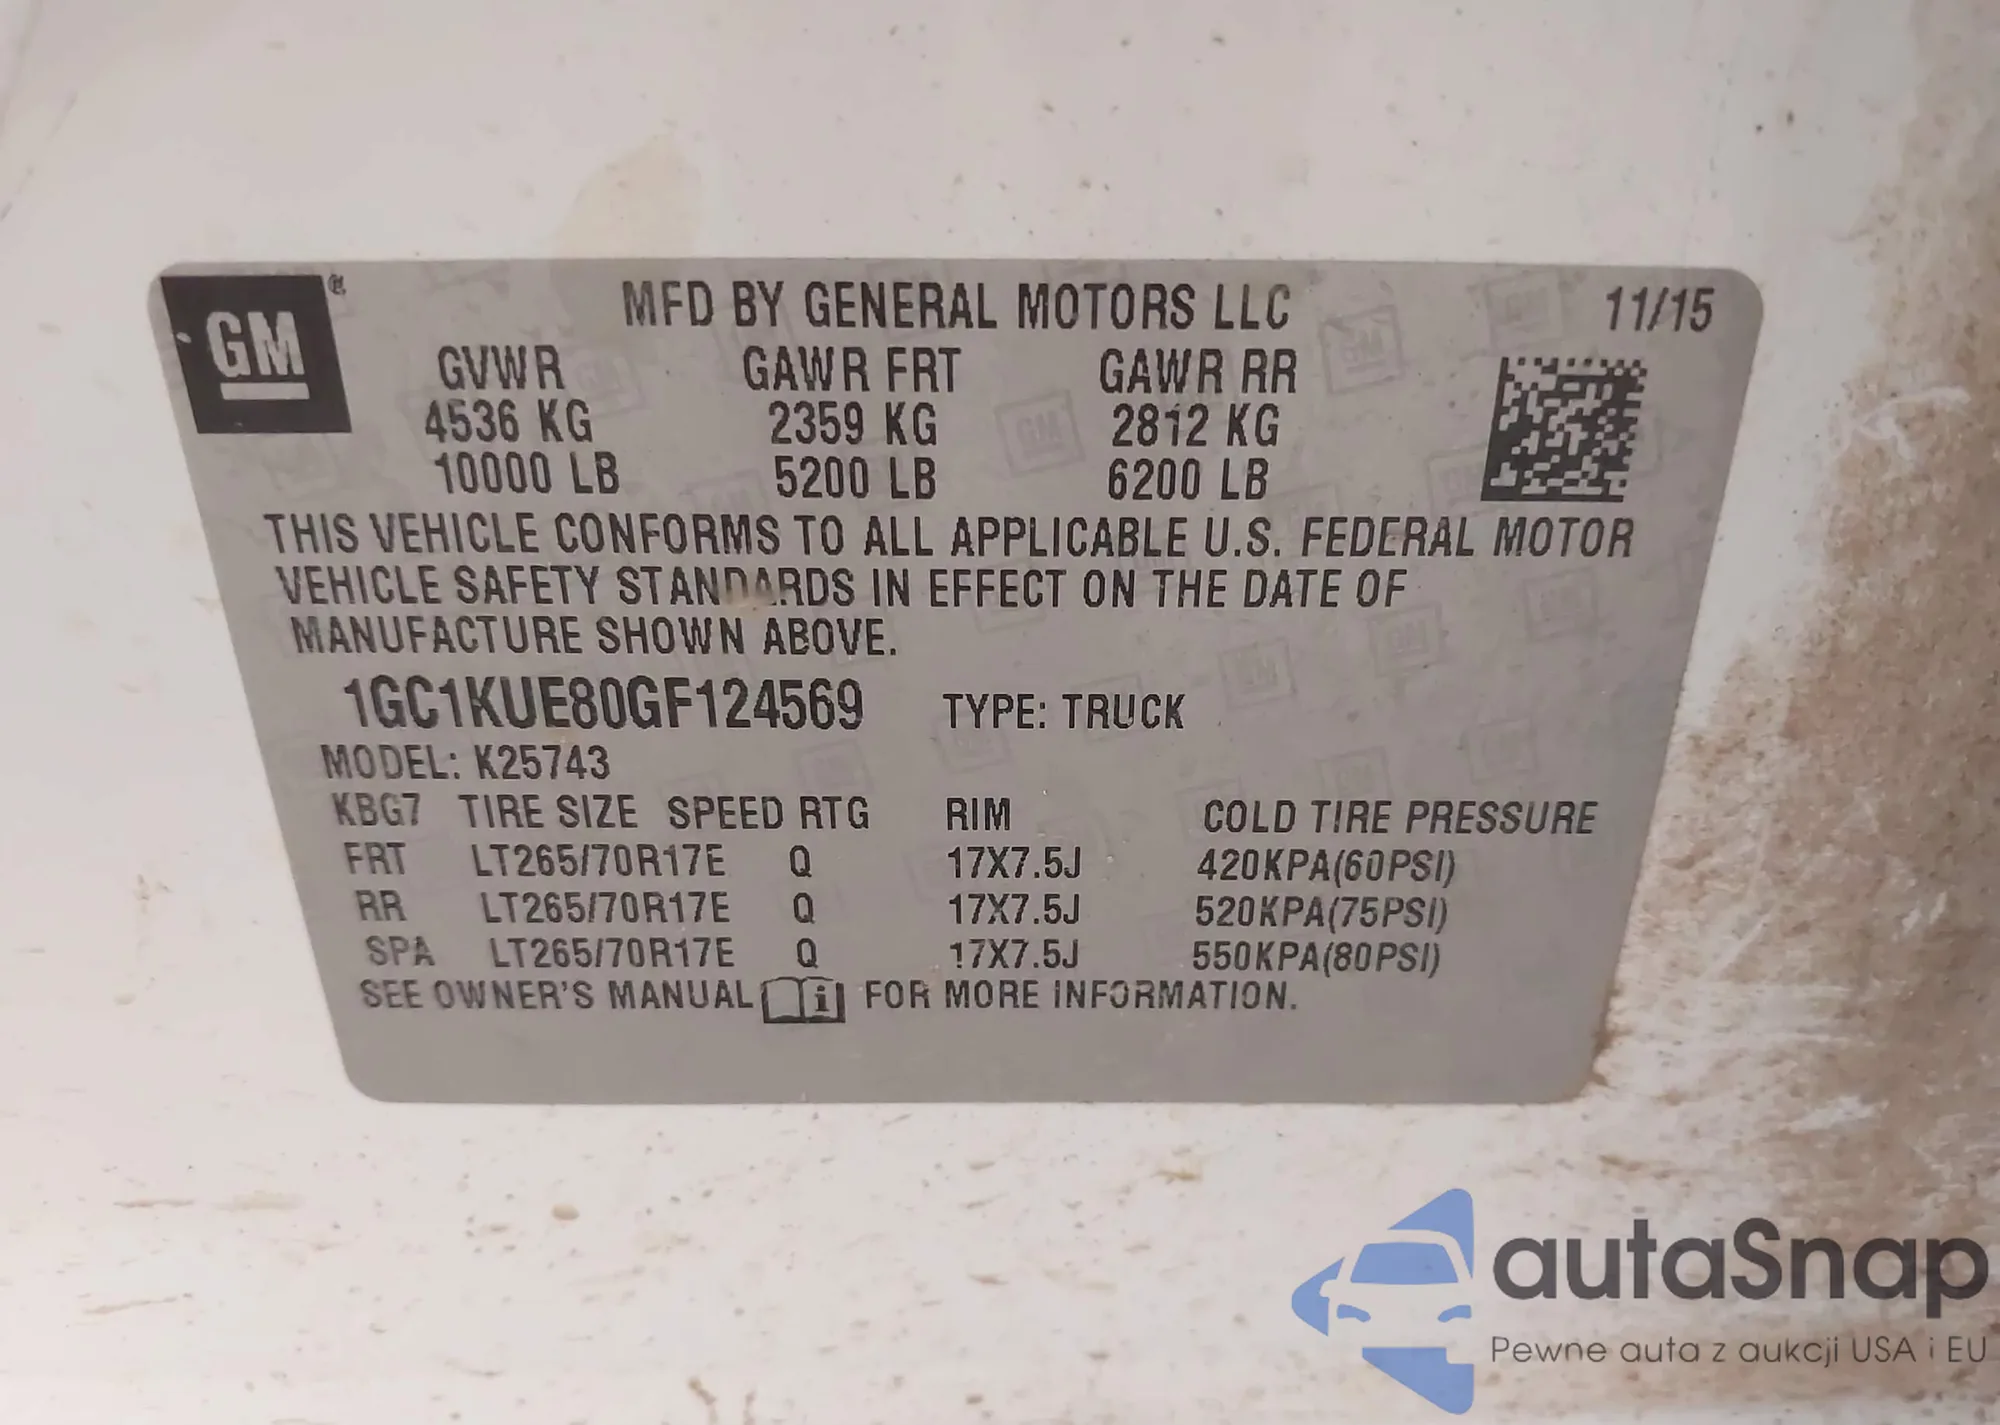 GM®
MFD BY GENERAL MOTORS LLC 11/15
GVWR GAWR FRT GAWR RR
4536 KG 2359 KG 2812 KG
10000 LB 5200 LB 6200 LB
THIS VEHICLE CONFORMS TO ALL APPLICABLE U.S. FEDERAL MOTOR
VEHICLE SAFETY STANDARDS IN EFFECT ON THE DATE OF
MANUFACTURE SHOWN ABOVE.
1GC1KUE80GF124569 TYPE: TRUCK
MODEL: K25743
KBG7 TIRE SIZE SPEED RTG RIM COLD TIRE PRESSURE
FRT LT265/70R17E Q 17X7.5J 420KPA(60PSI)
RR LT265/70R17E Q 17X7.5J 520KPA(75PSI)
SPA LT265/70R17E Q 17X7.5J 550KPA(80PSI)
SEE OWNER'S MANUAL i FOR MORE INFORMATION.
autaSnap
Pewne auta z aukcji USA i EU